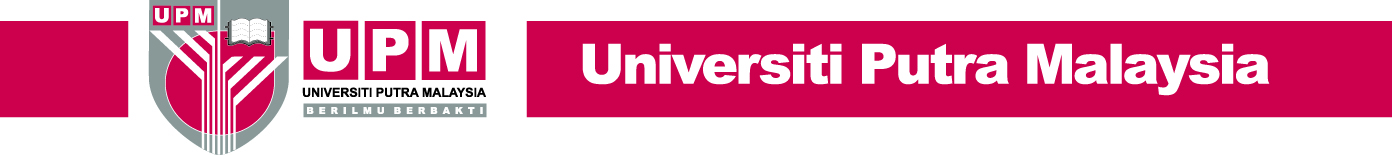 UPM
UPM
UNIVERSITI PUTRA MALAYSIA
BERILMU BERBAKTI
Universiti Putra Malaysia